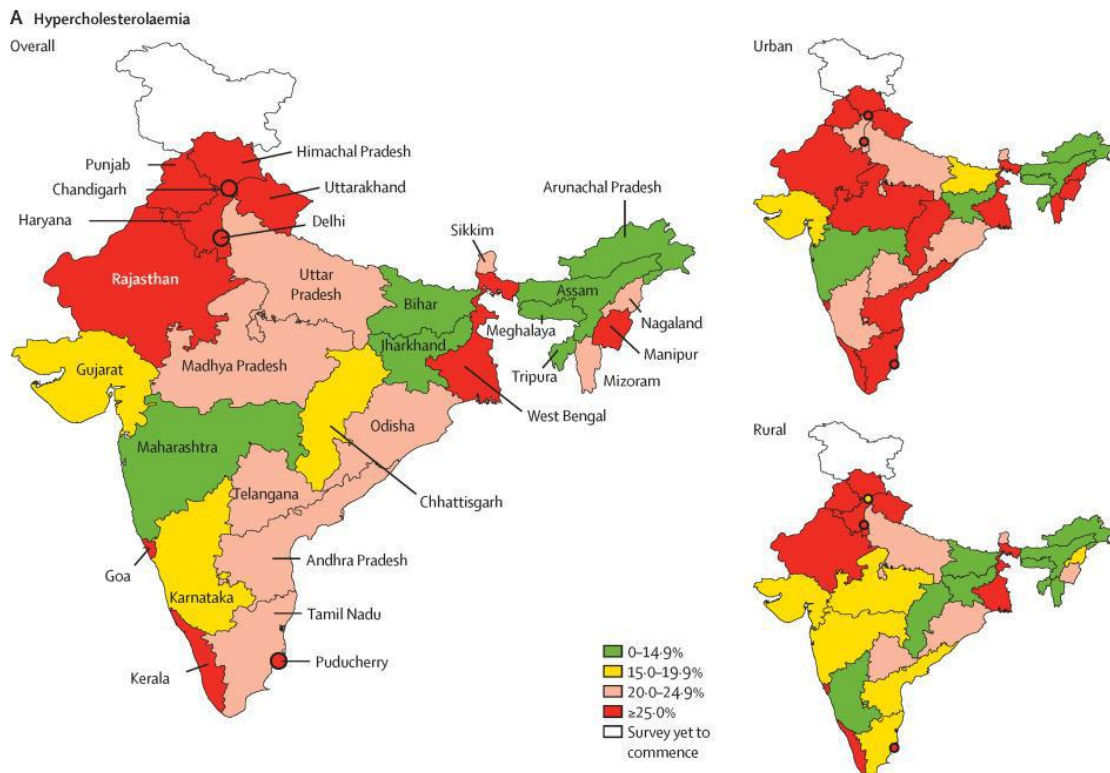 A Hypercholesterolaemia
Overall
Urban
Himachal Pradesh
Punjab
Chandigarh
Uttarakhand
Haryana
Delhi
Arunachal Pradesh
Sikkim
Rajasthan
Uttar
Pradesh
Bihar
Assam
Nagaland
Meghalaya
Jharkhand
Manipur
Gujarat
Madhya Pradesh
Tripura
Mizoram
West Bengal
Odisha
Rural
Maharashtra
Telangana
Chhattisgarh
Andhra Pradesh
Goa
Karnataka
Tamil Nadu
Puducherry
Kerala
0–14·9%
15·0–19·9%
20·0–24·9%
≥25·0%
Survey yet to
commence